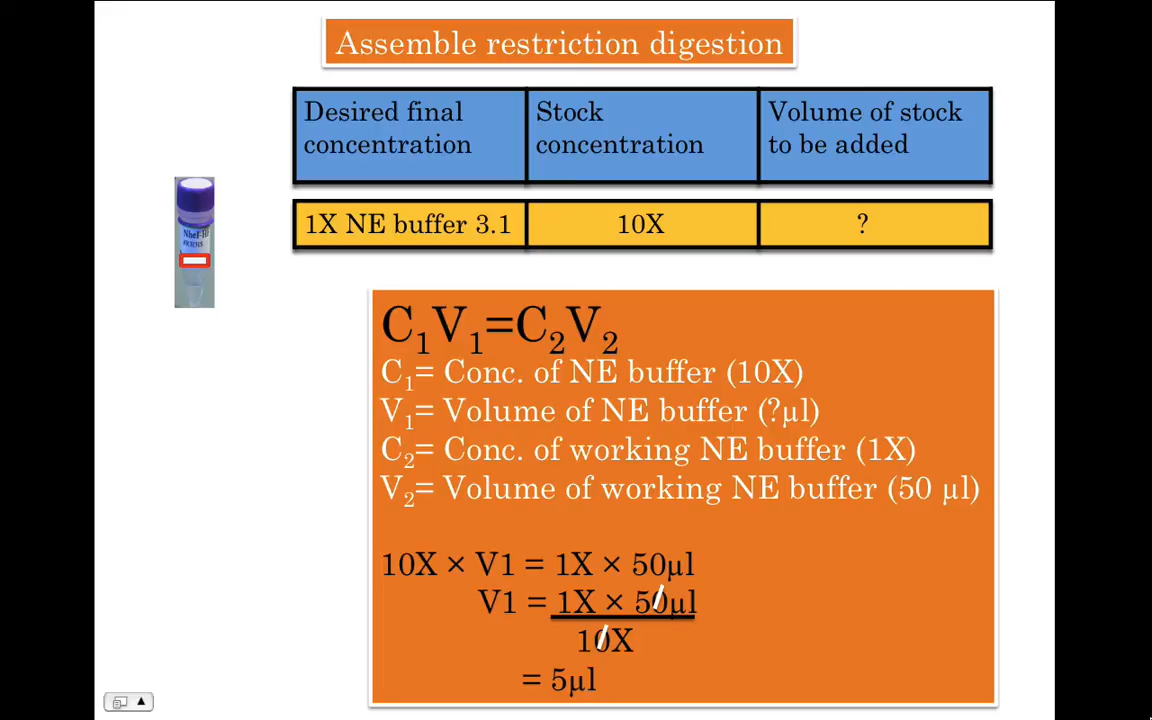 Assemble restriction digestion
Desired final concentration
Stock concentration
Volume of stock to be added
1X NE buffer 3.1
10X
?
C₁V₁=C₂V₂
C₁= Conc. of NE buffer (10X)
V₁= Volume of NE buffer (?µl)
C₂= Conc. of working NE buffer (1X)
V₂= Volume of working NE buffer (50 µl)
10X × V1 = 1X × 50µl
V1 = 1X × 50µl
10X
= 5µl